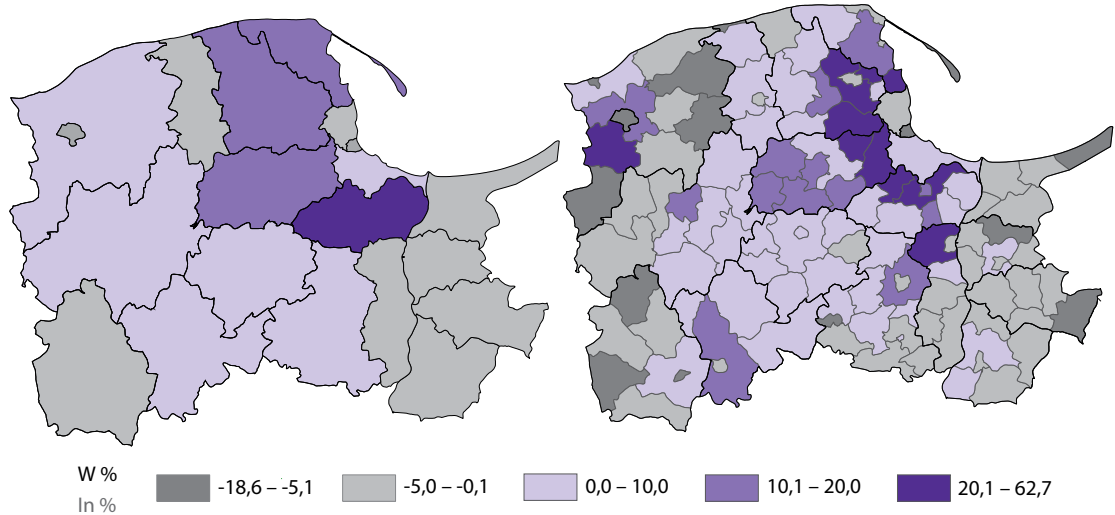 W %
In %
-18,6 – -5,1
-5,0 – -0,1
0,0 – 10,0
10,1 – 20,0
20,1 – 62,7